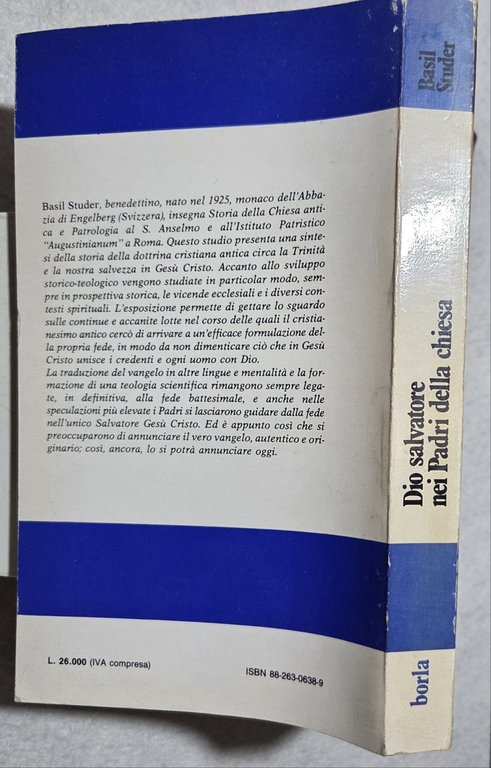 Basil Studer, benedettino, nato nel 1925, monaco dell'Abba-
zia di Engelberg (Svizzera), insegna Storia della Chiesa anti-
ca e Patrologia al S. Anselmo e all'Istituto Patristico
"Augustinianum" a Roma. Questo studio presenta una sinte-
si della storia della dottrina cristiana antica circa la Trinità
e la nostra salvezza in Gesù Cristo. Accanto allo sviluppo
storico-teologico vengono studiate in particolar modo, sem-
pre in prospettiva storica, le vicende ecclesiali e i diversi con-
testi spirituali. L'esposizione permette di gettare lo sguardo
sulle continue e accanite lotte nel corso delle quali il cristia-
nesimo antico cercò di arrivare a un'efficace formulazione del-
la propria fede, in modo da non dimenticare ciò che in Gesù
Cristo unisce i credenti e ogni uomo con Dio.
La traduzione del vangelo in altre lingue e mentalità e la for-
mazione di una teologia scientifica rimangono sempre lega-
te, in definitiva, alla fede battesimale, e anche nelle
speculazioni più elevate i Padri si lasciarono guidare dalla fede
nell'unico Salvatore Gesù Cristo. Ed è appunto così che si
preoccuparono di annunciare il vero vangelo, autentico e ori-
ginario; così, ancora, lo si potrà annunciare oggi.
L. 26.000 (IVA compresa)
ISBN 88-263-0638-9
Basil
Studer
Dio salvatore
nei Padri della chiesa
borla